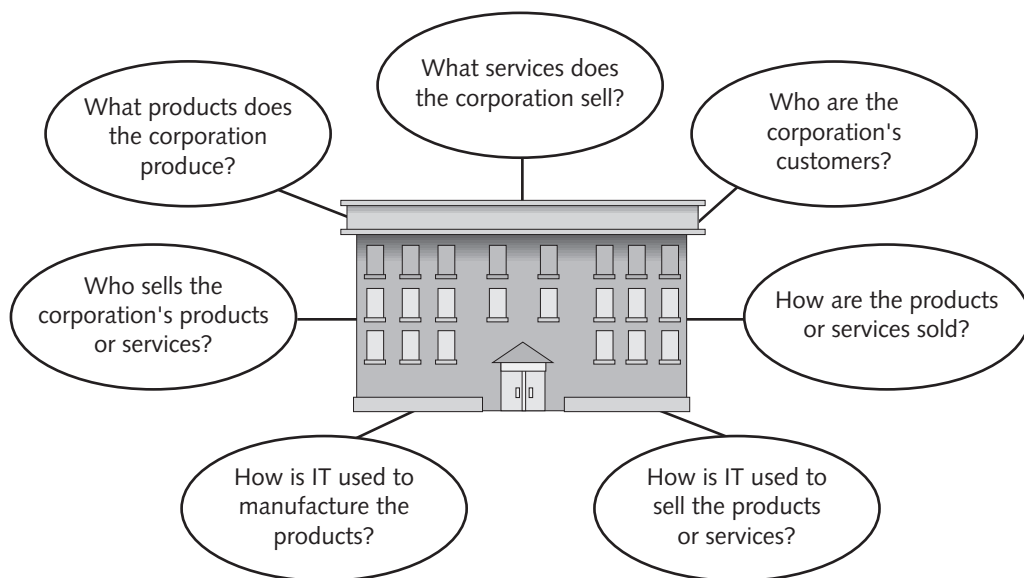 What services does
the corporation sell?
What products does
the corporation
produce?
Who are the
corporation's
customers?
Who sells the
corporation's products
or services?
How are the products
or services sold?
How is IT used to
manufacture the
products?
How is IT used to
sell the products
or services?